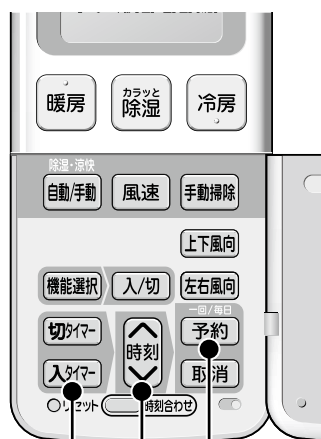 暖房
カラッと
除湿
冷房
除湿・涼快
自動/手動 風速 手動掃除
上下風向
機能選択 入/切 左右風向
一回/毎日
切タイマー 時刻 予約
入タイマー 取消
リセット 時刻合わせ